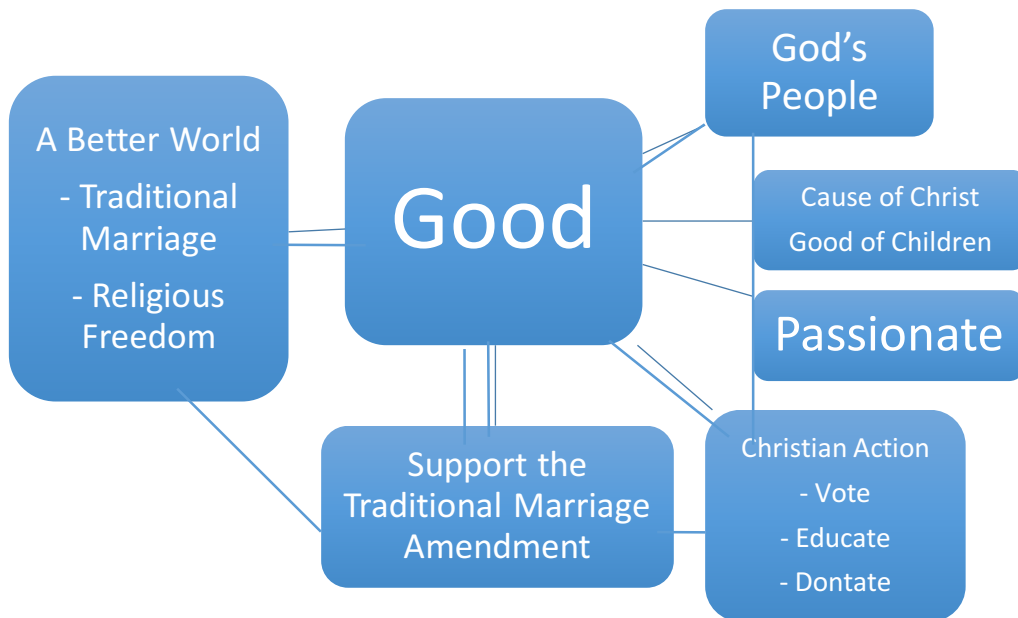 A Better World
- Traditional
Marriage
- Religious
Freedom
Good
God’s
People
Cause of Christ
Good of Children
Passionate
Support the
Traditional Marriage
Amendment
Christian Action
- Vote
- Educate
- Dontate